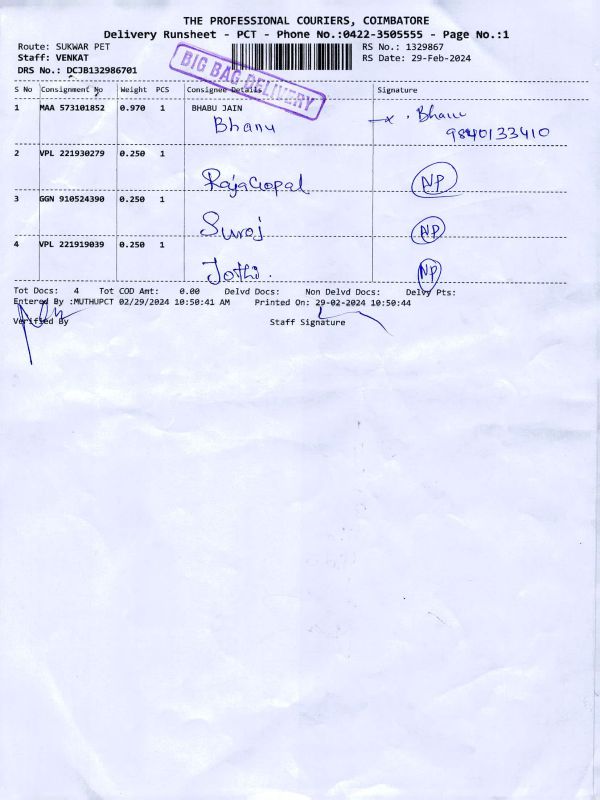 THE PROFESSIONAL COURIERS, COIMBATORE
Delivery Runsheet - PCT - Phone No.:0422-3505555 - Page No.:1
Route: SUKWAR PET
RS No.: 1329867
Staff: VENKAT
RS Date: 29-Feb-2024
DRS No.: DCJB132986701
BIG BAG DELIVERY
S No Consignment No Weight PCS Consignee Details Signature
1 MAA 573101852 0.970 1 BHABU JAIN
Bhanu
x. Bhanu
9840133410
2 VPL 221930279 0.250 1
RajaGopal NP
3 GGN 910524390 0.250 1
Suroj NP
4 VPL 221919039 0.250 1
Jothi. NP
Tot Docs: 4 Tot COD Amt: 0.00 Delvd Docs: Non Delvd Docs: Delvy Pts:
Entered By :MUTHUPCT 02/29/2024 10:50:41 AM Printed On: 29-02-2024 10:50:44
Verified By Staff Signature